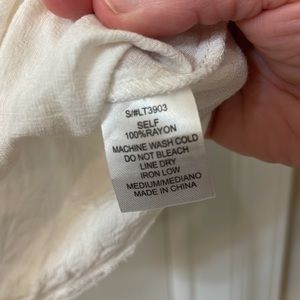 S/#LT3903
SELF
100%RAYON
MACHINE WASH COLD
DO NOT BLEACH
LINE DRY
IRON LOW
MEDIUM/MEDIANO
MADE IN CHINA